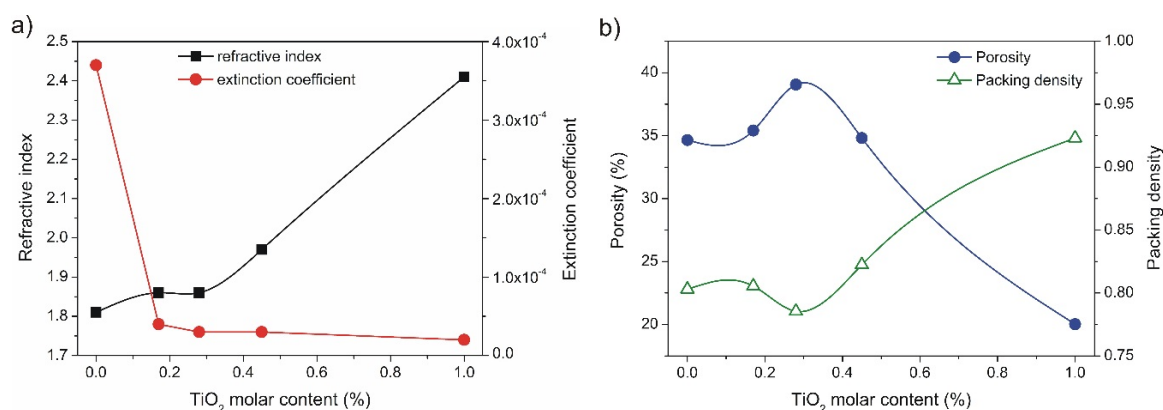 a)
refractive index
extinction coefficient
2.5
2.4
2.3
2.2
2.1
2.0
1.9
1.8
1.7
Refractive index
4.0x10⁻⁴
3.0x10⁻⁴
2.0x10⁻⁴
1.0x10⁻⁴
0.0
Extinction coefficient
0.0 0.2 0.4 0.6 0.8 1.0
TiO₂ molar content (%)
b)
Porosity
Packing density
40
35
30
25
20
Porosity (%)
1.00
0.95
0.90
0.85
0.80
0.75
Packing density
0.0 0.2 0.4 0.6 0.8 1.0
TiO₂ molar content (%)